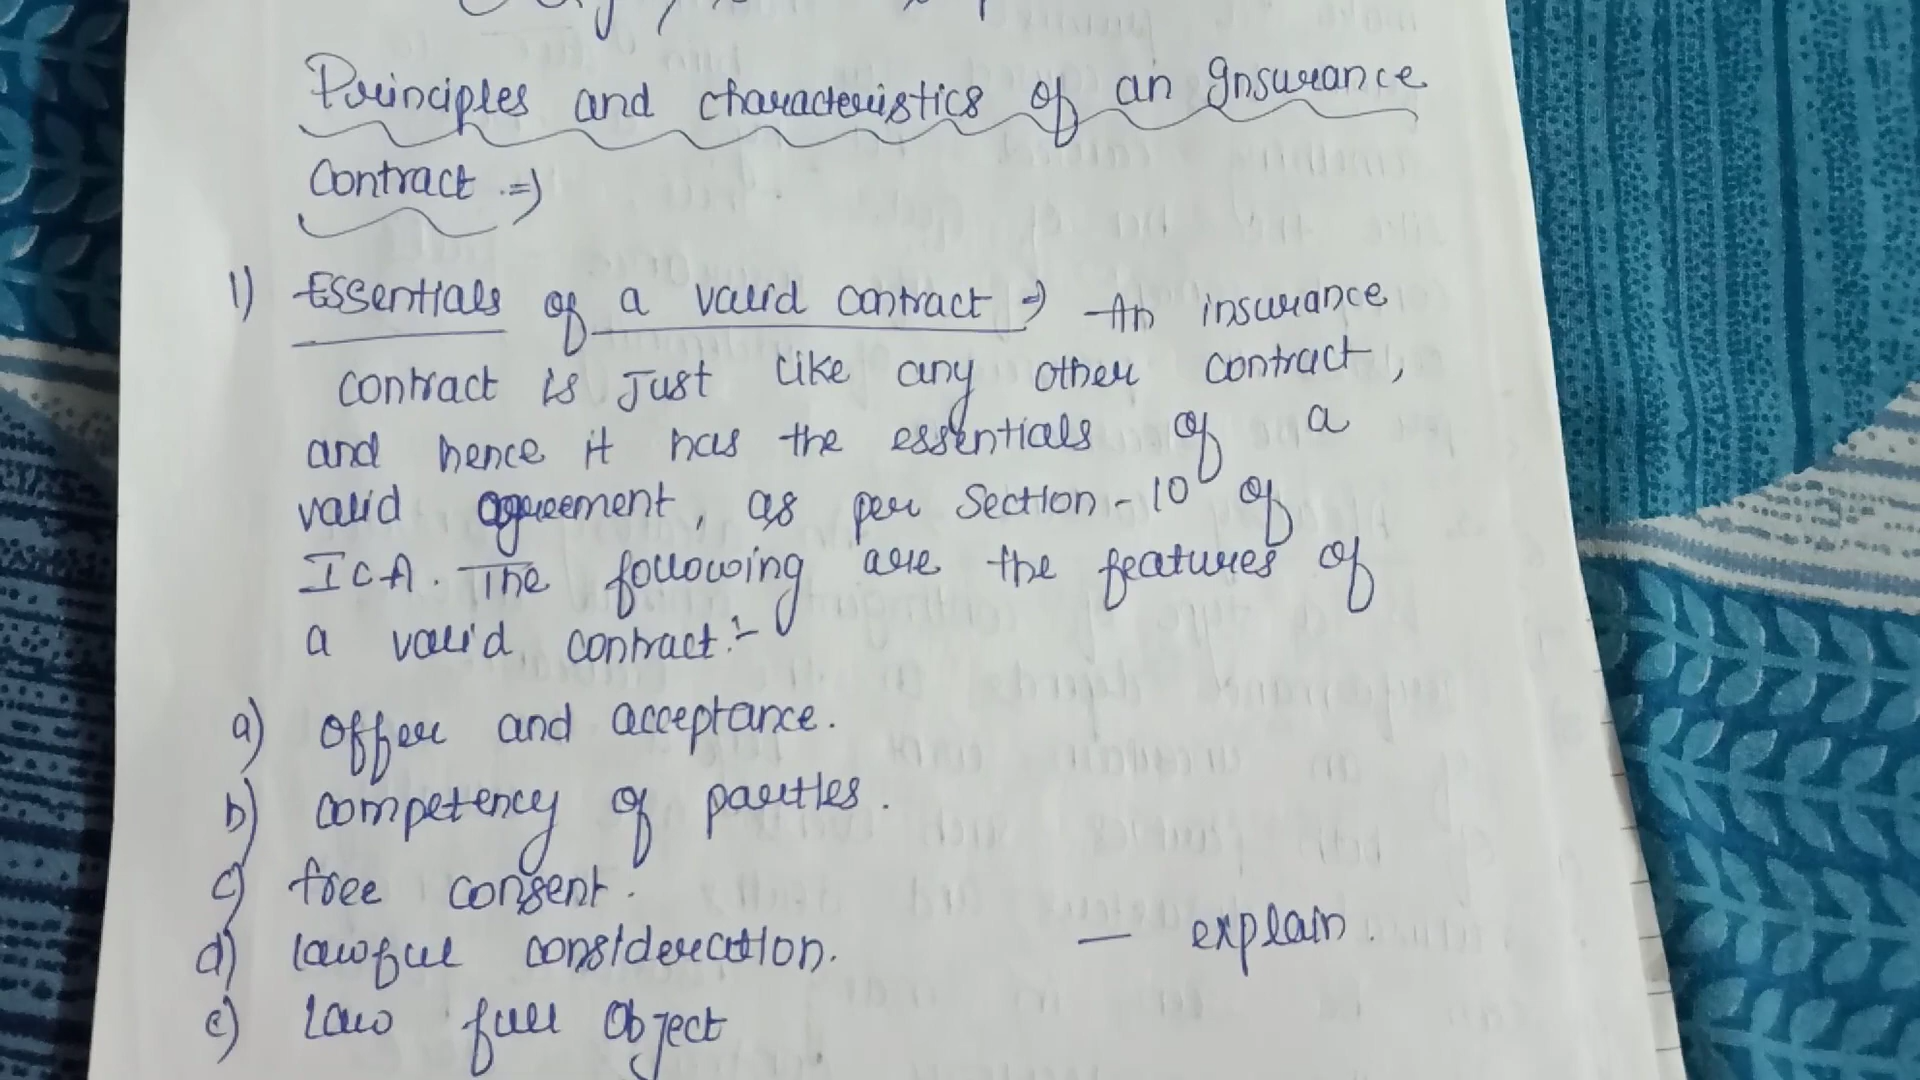 Principles and characteristics of an Insurance
Contract :=)
1) Essentials of a valid contract => An insurance
contract is Just like any other contract,
and hence it has the essentials of a
valid agreement, as per Section - 10 of
ICA. The following are the features of
a valid contract :-
a) offer and acceptance.
b) competency of parties.
c) free consent.
d) lawful consideration. — explain.
e) law full object